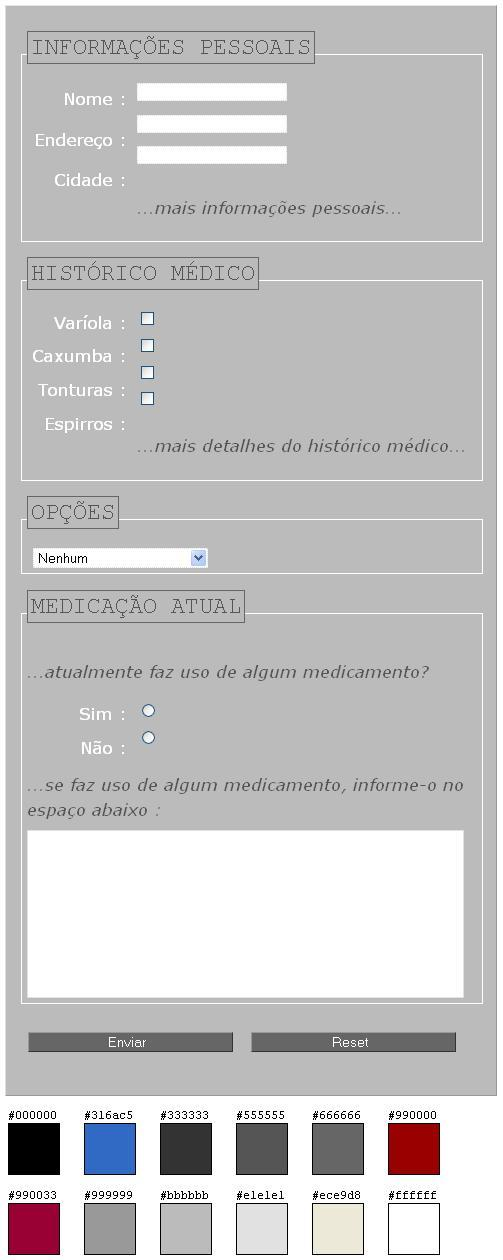 INFORMAÇÕES PESSOAIS
Nome :
Endereço :
Cidade :
...mais informações pessoais...
HISTÓRICO MÉDICO
Varíola :
Caxumba :
Tonturas :
Espirros :
...mais detalhes do histórico médico...
OPÇÕES
Nenhum
MEDICAÇÃO ATUAL
...atualmente faz uso de algum medicamento?
Sim :
Não :
...se faz uso de algum medicamento, informe-o no
espaço abaixo :
Enviar Reset
#000000 #316ac5 #333333 #555555 #666666 #990000
#990033 #999999 #bbbbbb #e1e1e1 #ece9d8 #ffffff